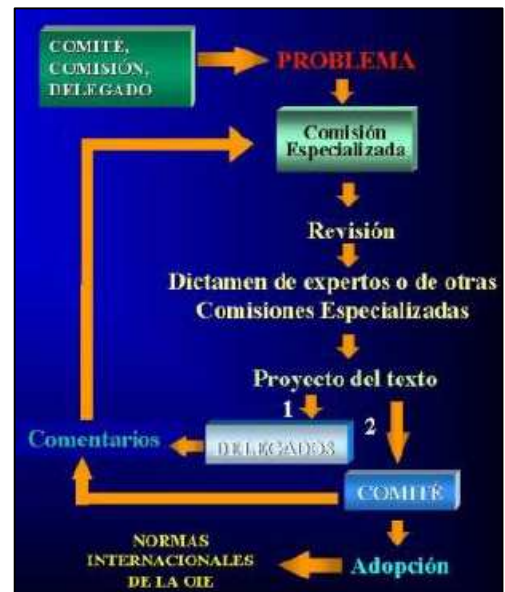 COMITÉ,
COMISIÓN,
DELEGADO
PROBLEMA
Comisión
Especializada
Revisión
Dictamen de expertos o de otras
Comisiones Especializadas
Proyecto del texto
1
2
Comentarios
DELEGADOS
COMITÉ
NORMAS
INTERNACIONALES
DE LA OIE
Adopción